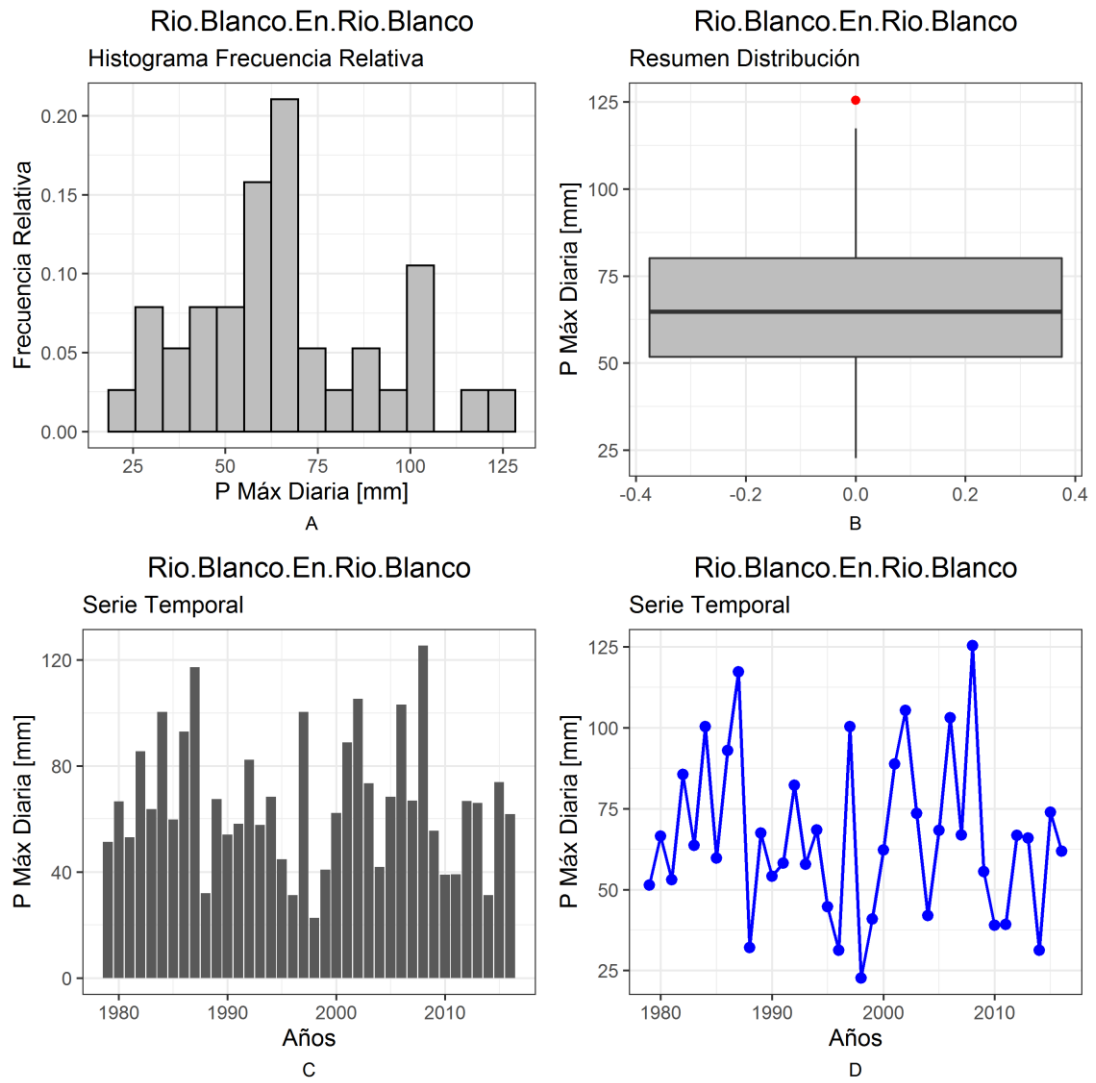 Rio.Blanco.En.Rio.Blanco
Histograma Frecuencia Relativa
Frecuencia Relativa
0.20
0.15
0.10
0.05
0.00
25 50 75 100 125
P Máx Diaria [mm]
A
Rio.Blanco.En.Rio.Blanco
Resumen Distribución
P Máx Diaria [mm]
125
100
75
50
25
-0.4 -0.2 0.0 0.2 0.4
B
Rio.Blanco.En.Rio.Blanco
Serie Temporal
P Máx Diaria [mm]
120
80
40
0
1980 1990 2000 2010
Años
C
Rio.Blanco.En.Rio.Blanco
Serie Temporal
P Máx Diaria [mm]
125
100
75
50
25
1980 1990 2000 2010
Años
D